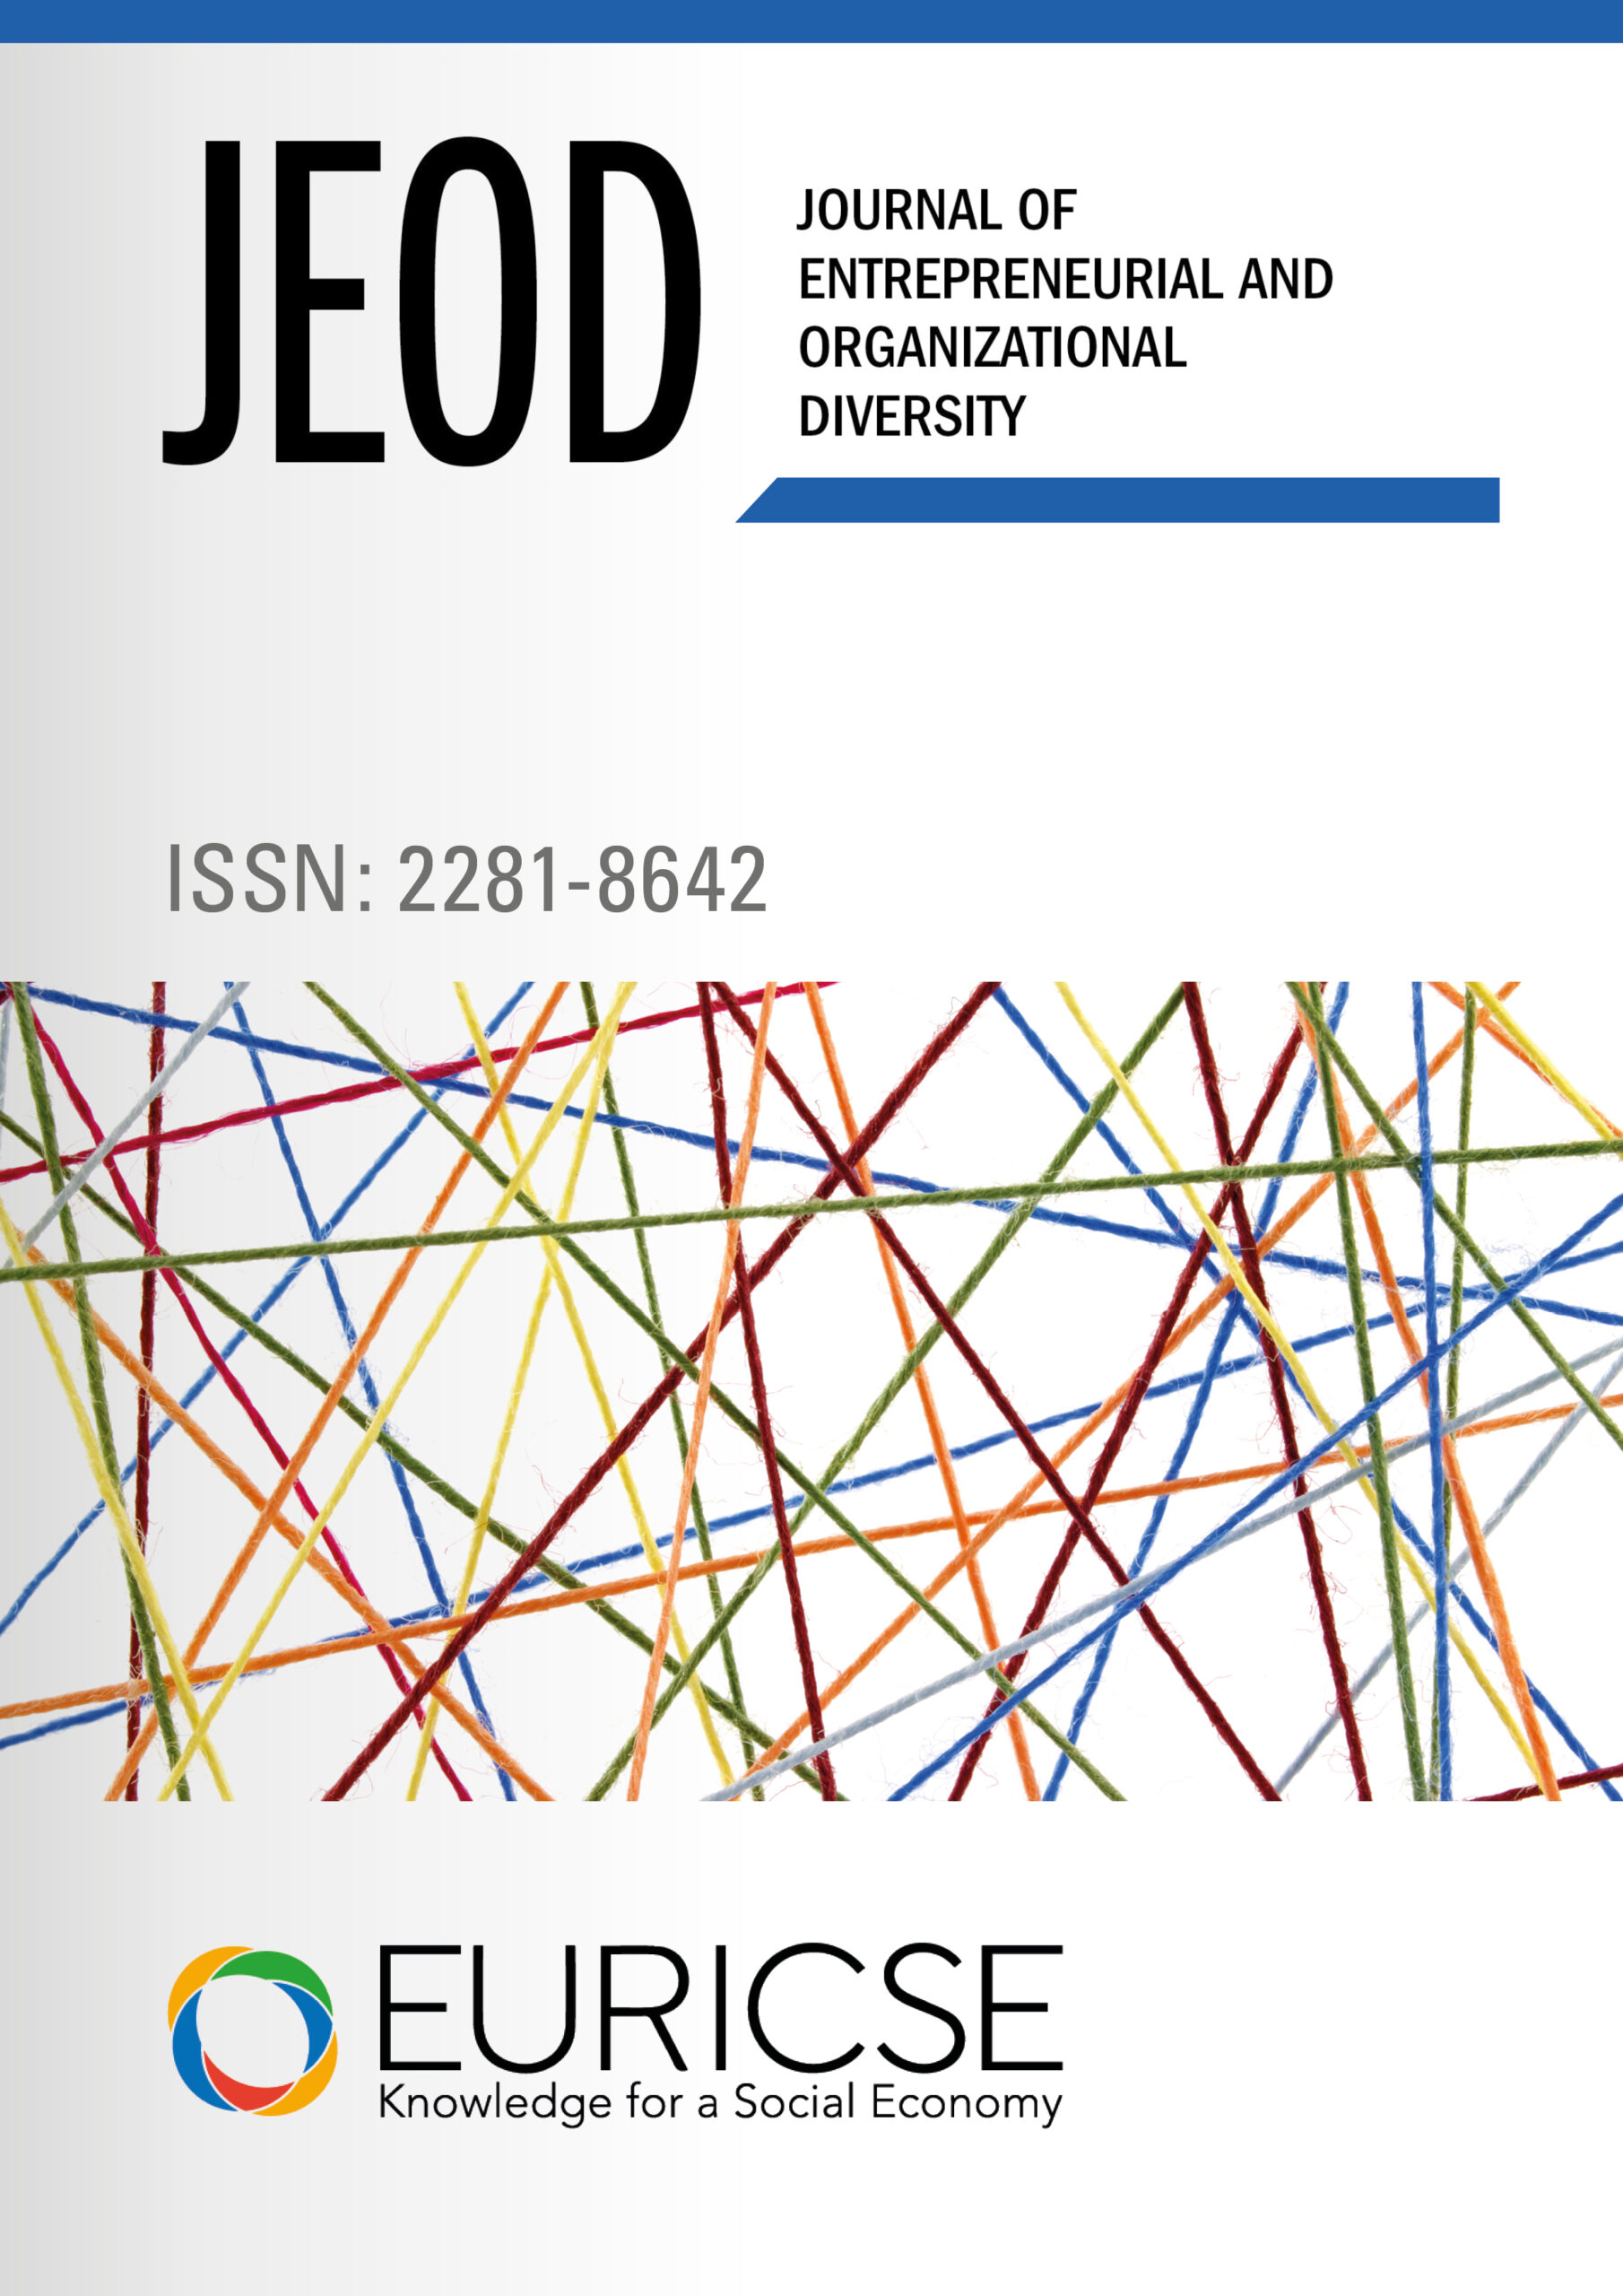 JEOD
JOURNAL OF
ENTREPRENEURIAL AND
ORGANIZATIONAL
DIVERSITY
ISSN: 2281-8642
EURICSE
Knowledge for a Social Economy